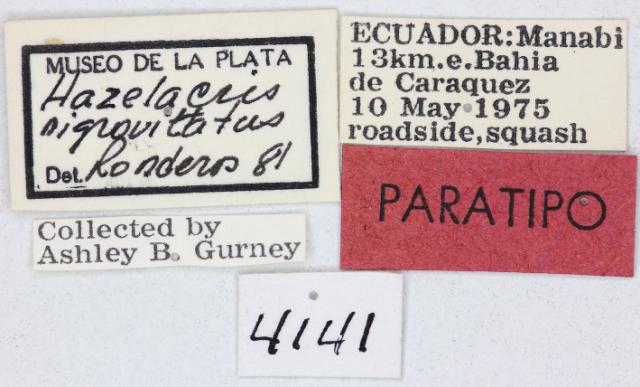 MUSEO DE LA PLATA
Hazelacris
nigrovittatus
Det. Ronderos 81
ECUADOR:Manabi
13km.e.Bahia
de Caraquez
10 May 1975
roadside,squash
PARATIPO
Collected by
Ashley B. Gurney
4141